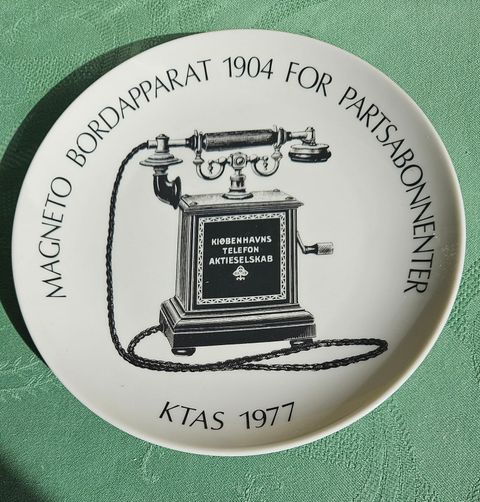 MAGNETO BORDAPPARAT 1904 FOR PARTSABONNENTER
KIØBENHAVNS
TELEFON
AKTIESELSKAB
KTAS 1977